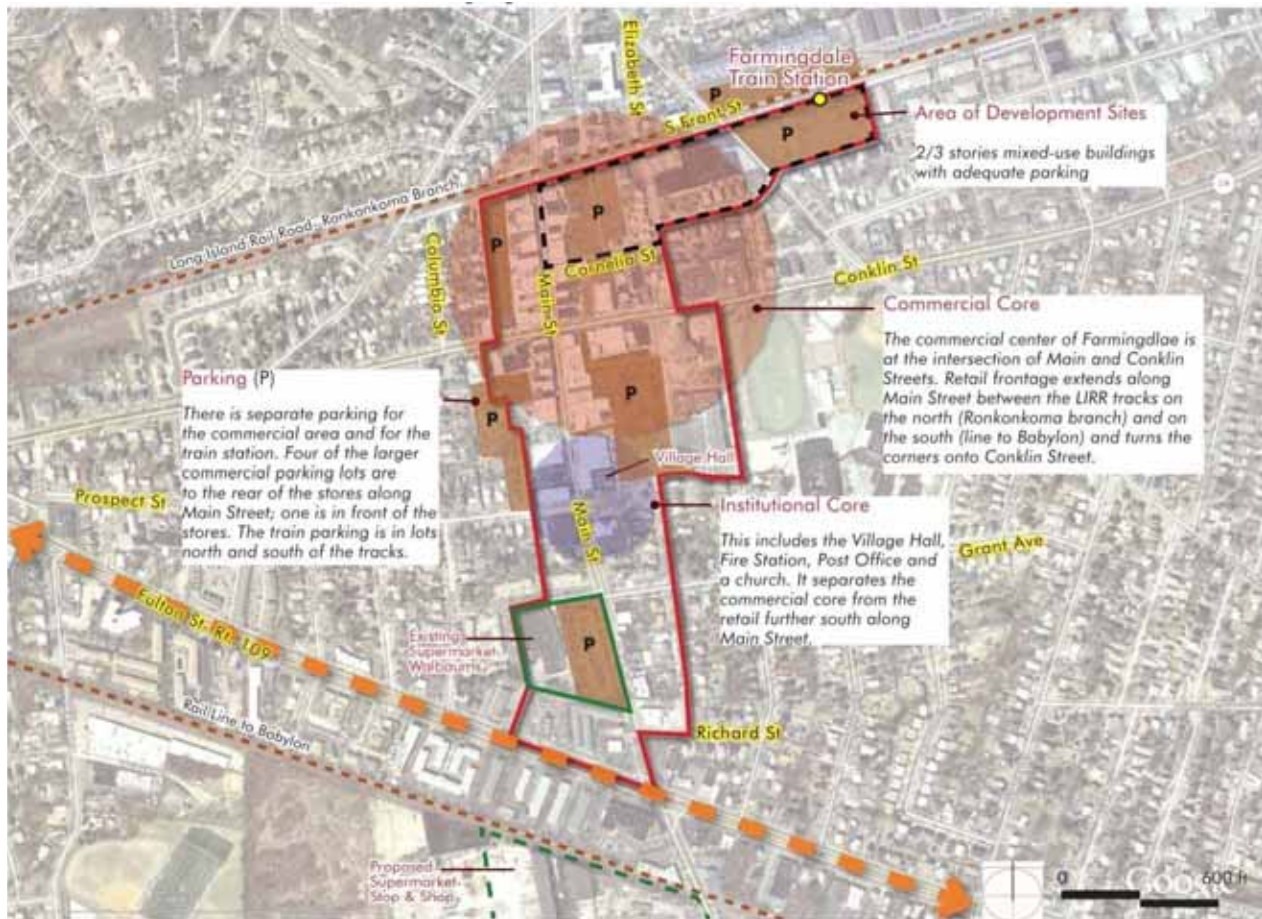 Elizabeth St
Farmingdale
Train Station
S Front St
P
P
Area of Development Sites
2/3 stories mixed-use buildings
with adequate parking
Long Island Rail Road: Ronkonkoma Branch
P
P
Columbia St
Main St
Cornelia St
Conklin St
Commercial Core
The commercial center of Farmingdlae is
at the intersection of Main and Conklin
Streets. Retail frontage extends along
Main Street between the LIRR tracks on
the north (Ronkonkoma branch) and on
the south (line to Babylon) and turns the
corners onto Conklin Street.
Parking (P)
There is separate parking for
the commercial area and for the
train station. Four of the larger
commercial parking lots are
to the rear of the stores along
Main Street; one is in front of the
stores. The train parking is in lots
north and south of the tracks.
P
P
Village Hall
Prospect St
Main St
Institutional Core
This includes the Village Hall,
Fire Station, Post Office and
a church. It separates the
commercial core from the
retail further south along
Main Street.
Grant Ave
Fulton St (Rt. 109)
Existing
Supermarket
Walbaums
P
Rail Line to Babylon
Richard St
Proposed
Supermarket
Stop & Shop
0
600 ft